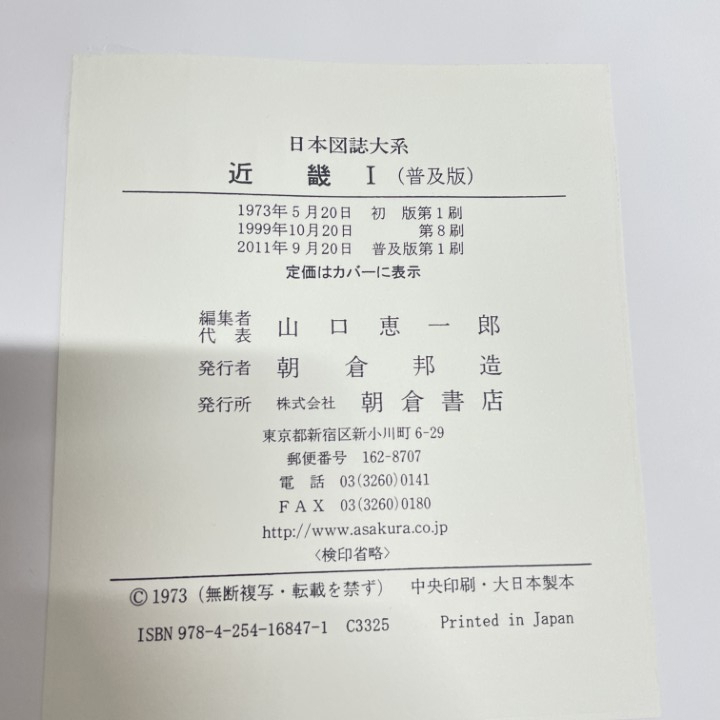 日本図誌大系
近畿 I (普及版)
1973年5月20日 初 版第1刷
1999年10月20日 第8刷
2011年9月20日 普及版第1刷
定価はカバーに表示
編集者
代表 山口恵一郎
発行者 朝倉邦造
発行所 株式会社 朝倉書店
東京都新宿区新小川町6-29
郵便番号 162-8707
電話 03(3260)0141
FAX 03(3260)0180
http://www.asakura.co.jp
〈検印省略〉
© 1973 (無断複写・転載を禁ず) 中央印刷・大日本製本
ISBN 978-4-254-16847-1 C3325 Printed in Japan